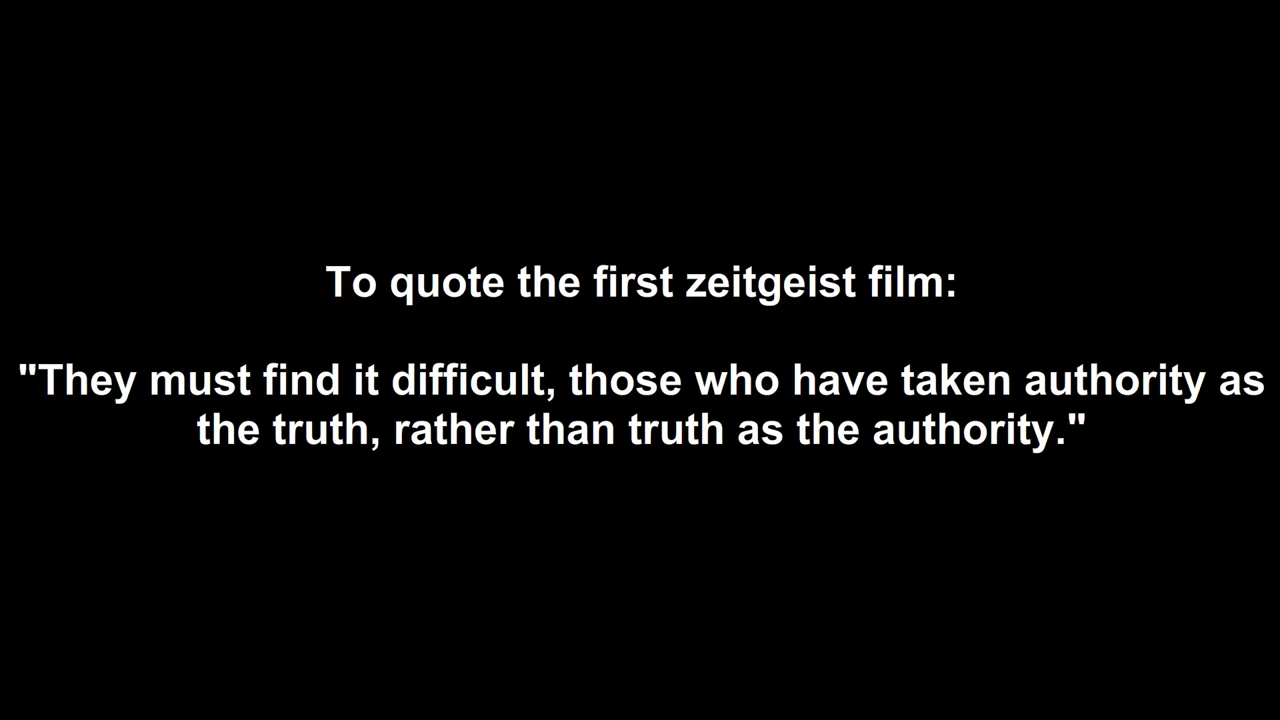 To quote the first zeitgeist film:
"They must find it difficult, those who have taken authority as
the truth, rather than truth as the authority."